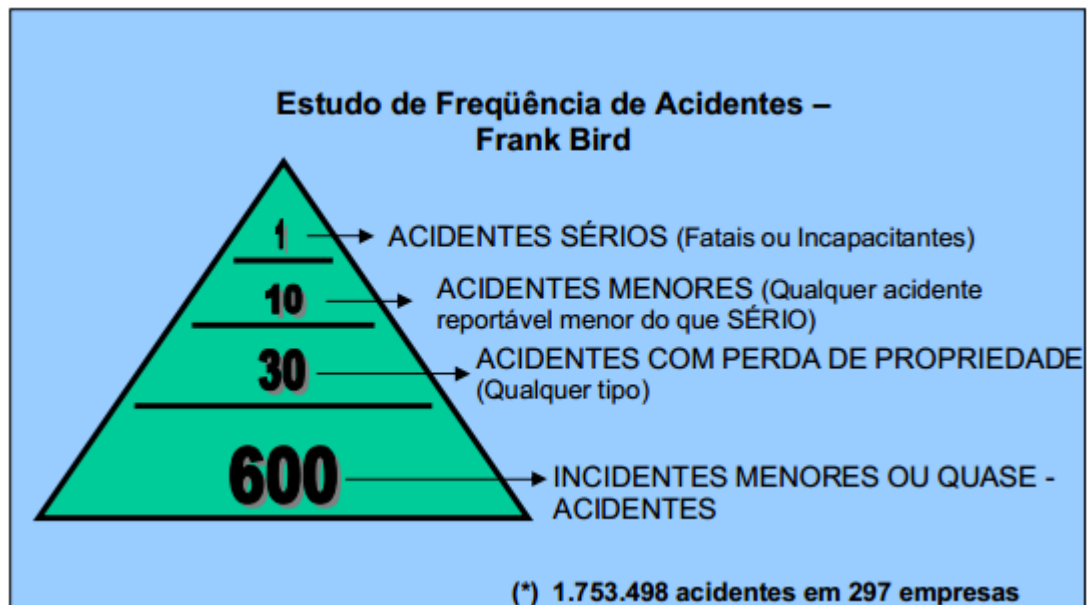 Estudo de Freqüência de Acidentes –
Frank Bird
1
ACIDENTES SÉRIOS (Fatais ou Incapacitantes)
10
ACIDENTES MENORES (Qualquer acidente
reportável menor do que SÉRIO)
30
ACIDENTES COM PERDA DE PROPRIEDADE
(Qualquer tipo)
600
INCIDENTES MENORES OU QUASE -
ACIDENTES
(*) 1.753.498 acidentes em 297 empresas